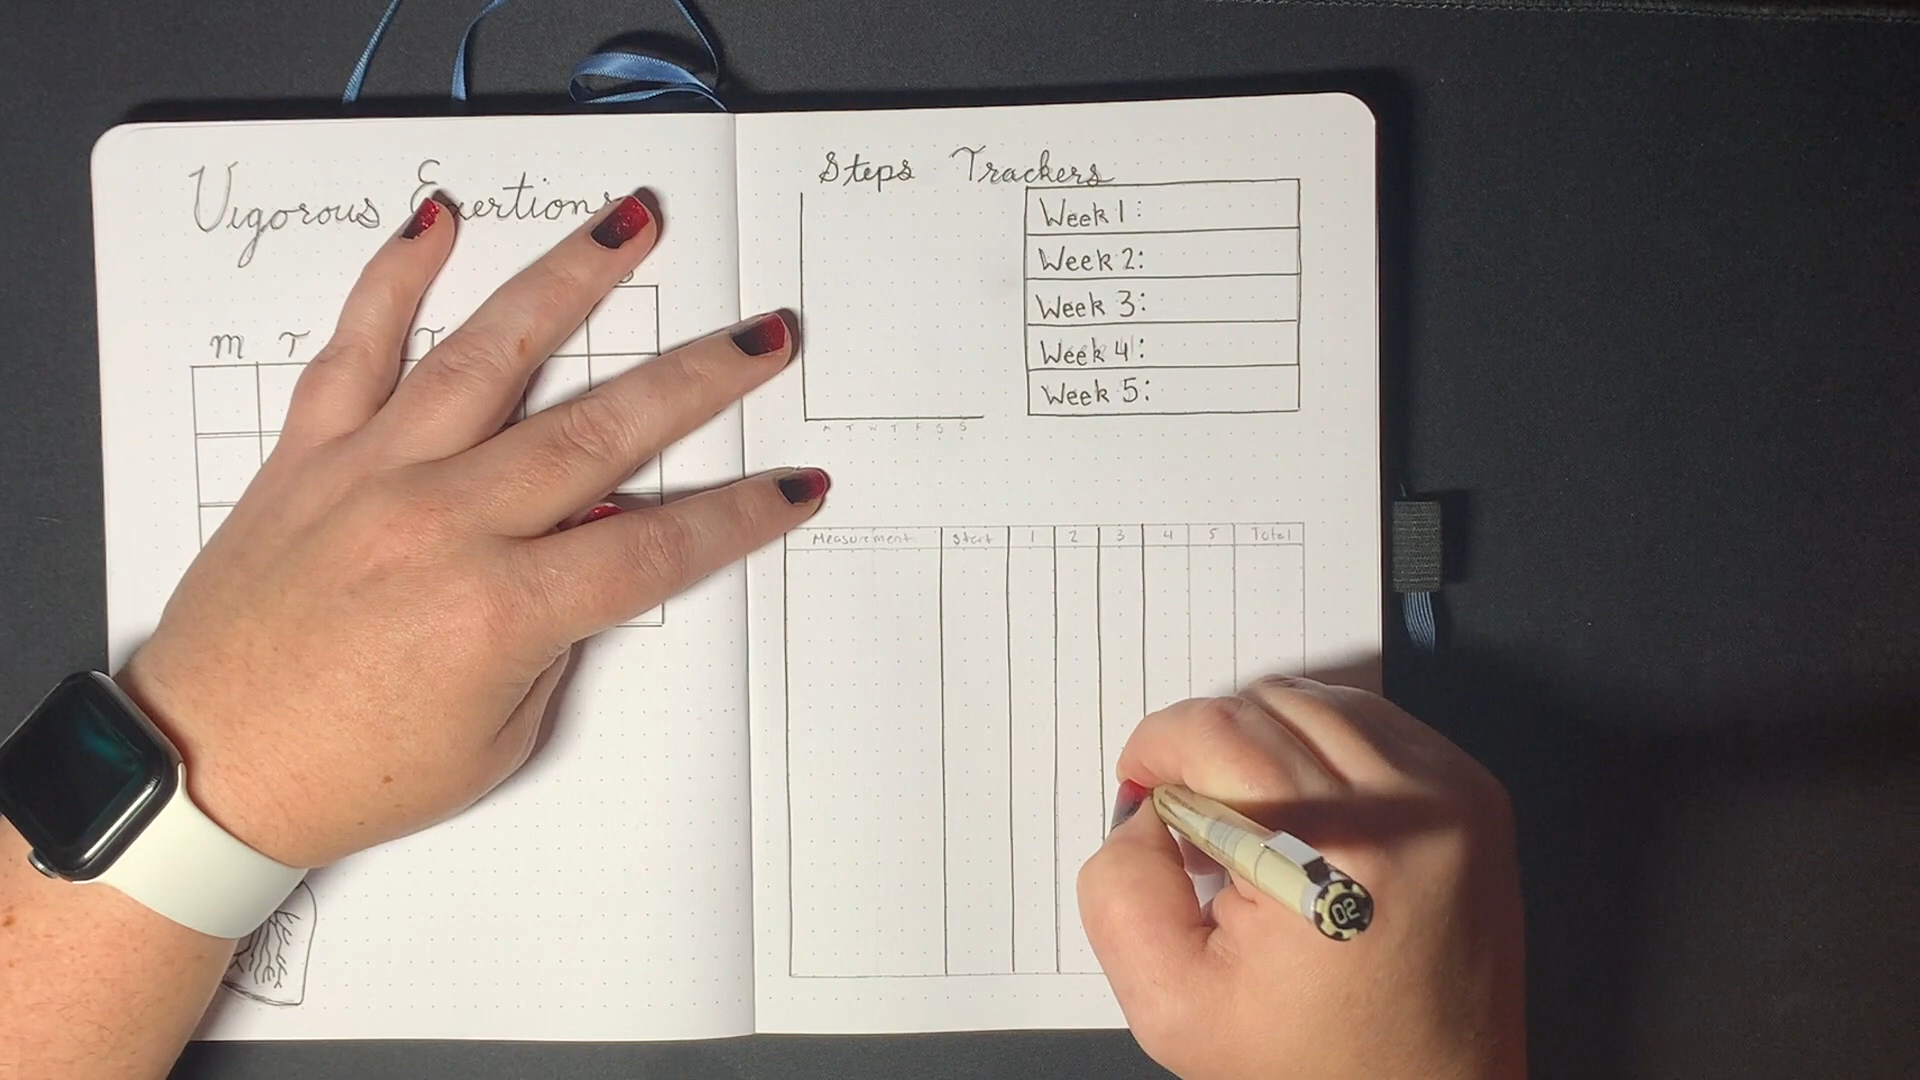 Vigorous Exertions
M T T
Steps Trackers
Week 1:
Week 2:
Week 3:
Week 4:
Week 5:
M T W T F S S
Measurement Start 1 2 3 4 5 Total
02